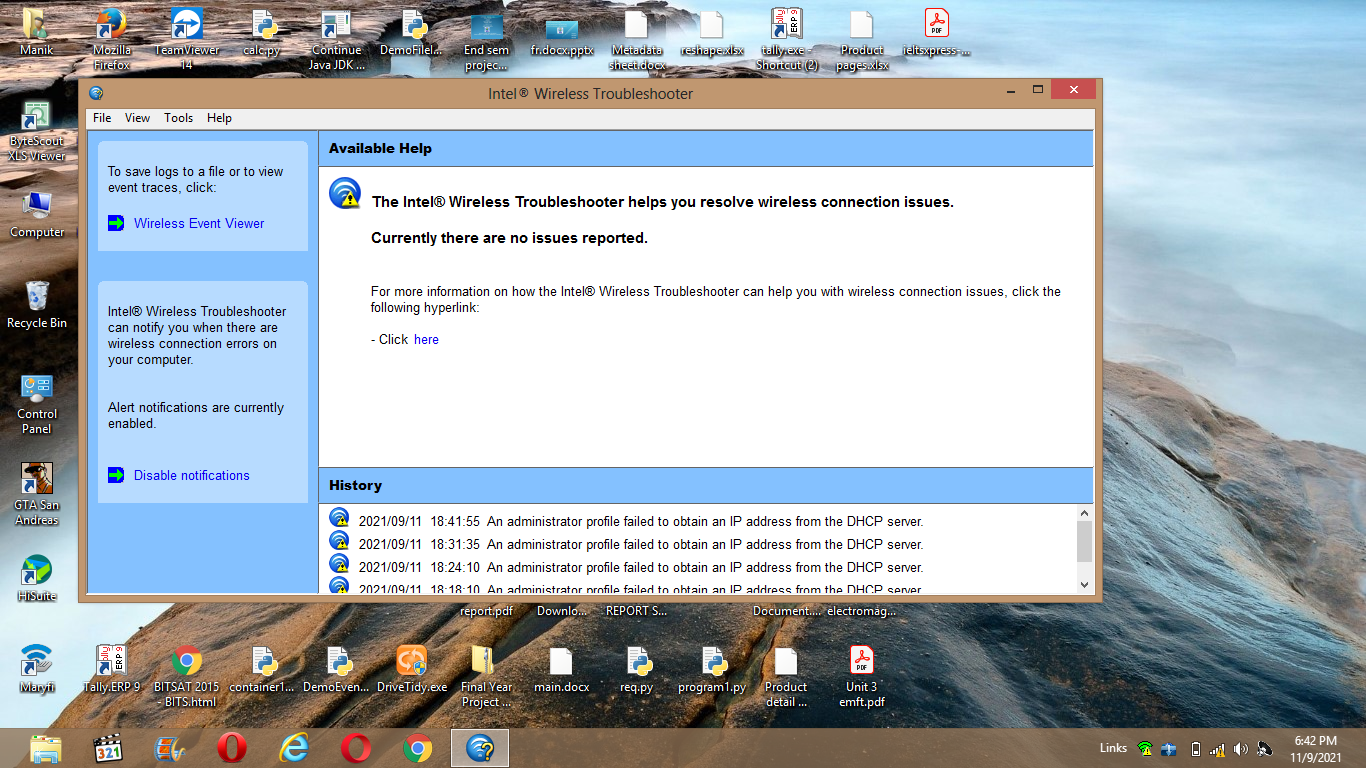 Manik
Mozilla
Firefox
TeamViewer
14
calc.py
Continue
Java JDK ...
DemoFileI...
End sem
projec...
fr.docx.pptx
Metadata
sheet.docx
reshape.xlsx
tally.exe -
Shortcut (2)
Product
pages.xlsx
ieltsxpress-...
PDF
Intel® Wireless Troubleshooter
File View Tools Help
ByteScout
XLS Viewer
Computer
Recycle Bin
Control
Panel
GTA San
Andreas
HiSuite
Maryfi
To save logs to a file or to view
event traces, click:
Wireless Event Viewer
Intel® Wireless Troubleshooter
can notify you when there are
wireless connection errors on
your computer.
Alert notifications are currently
enabled.
Disable notifications
Available Help
The Intel® Wireless Troubleshooter helps you resolve wireless connection issues.
Currently there are no issues reported.
For more information on how the Intel® Wireless Troubleshooter can help you with wireless connection issues, click the
following hyperlink:
- Click here
History
2021/09/11 18:41:55 An administrator profile failed to obtain an IP address from the DHCP server.
2021/09/11 18:31:35 An administrator profile failed to obtain an IP address from the DHCP server.
2021/09/11 18:24:10 An administrator profile failed to obtain an IP address from the DHCP server.
2021/09/11 18:18:10 An administrator profile failed to obtain an IP address from the DHCP server.
report.pdf
Downlo...
REPORT S...
Document....
electromag...
Tally.ERP 9
BITSAT 2015
- BITS.html
container1...
DemoEven...
DriveTidy.exe
Final Year
Project ...
main.docx
req.py
program1.py
Product
detail ...
PDF
Unit 3
emft.pdf
321
Links
6:42 PM
11/9/2021